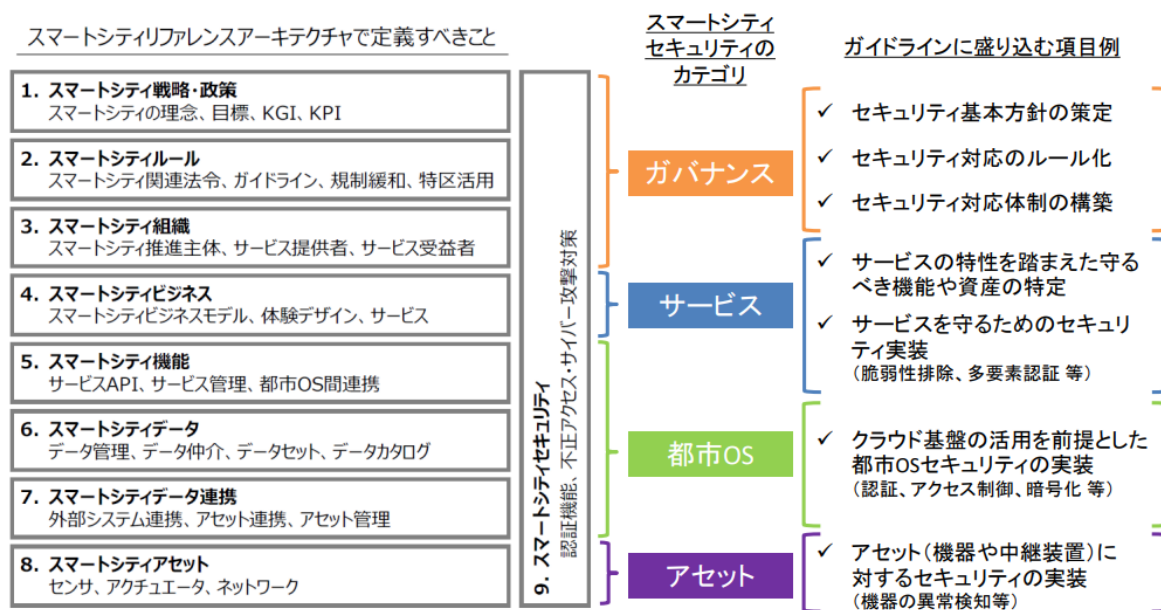 スマートシティリファレンスアーキテクチャで定義すべきこと
1. スマートシティ戦略・政策
スマートシティの理念、目標、KGI、KPI
2. スマートシティルール
スマートシティ関連法令、ガイドライン、規制緩和、特区活用
3. スマートシティ組織
スマートシティ推進主体、サービス提供者、サービス受益者
4. スマートシティビジネス
スマートシティビジネスモデル、体験デザイン、サービス
5. スマートシティ機能
サービスAPI、サービス管理、都市OS間連携
6. スマートシティデータ
データ管理、データ仲介、データセット、データカタログ
7. スマートシティデータ連携
外部システム連携、アセット連携、アセット管理
8. スマートシティアセット
センサ、アクチュエータ、ネットワーク
9. スマートシティセキュリティ
認証機能、不正アクセス・サイバー攻撃対策
スマートシティ
セキュリティの
カテゴリ
ガバナンス
サービス
都市OS
アセット
ガイドラインに盛り込む項目例
✓ セキュリティ基本方針の策定
✓ セキュリティ対応のルール化
✓ セキュリティ対応体制の構築
✓ サービスの特性を踏まえた守る
べき機能や資産の特定
✓ サービスを守るためのセキュリ
ティ実装
（脆弱性排除、多要素認証 等）
✓ クラウド基盤の活用を前提とした
都市OSセキュリティの実装
（認証、アクセス制御、暗号化 等）
✓ アセット（機器や中継装置）に
対するセキュリティの実装
（機器の異常検知等）